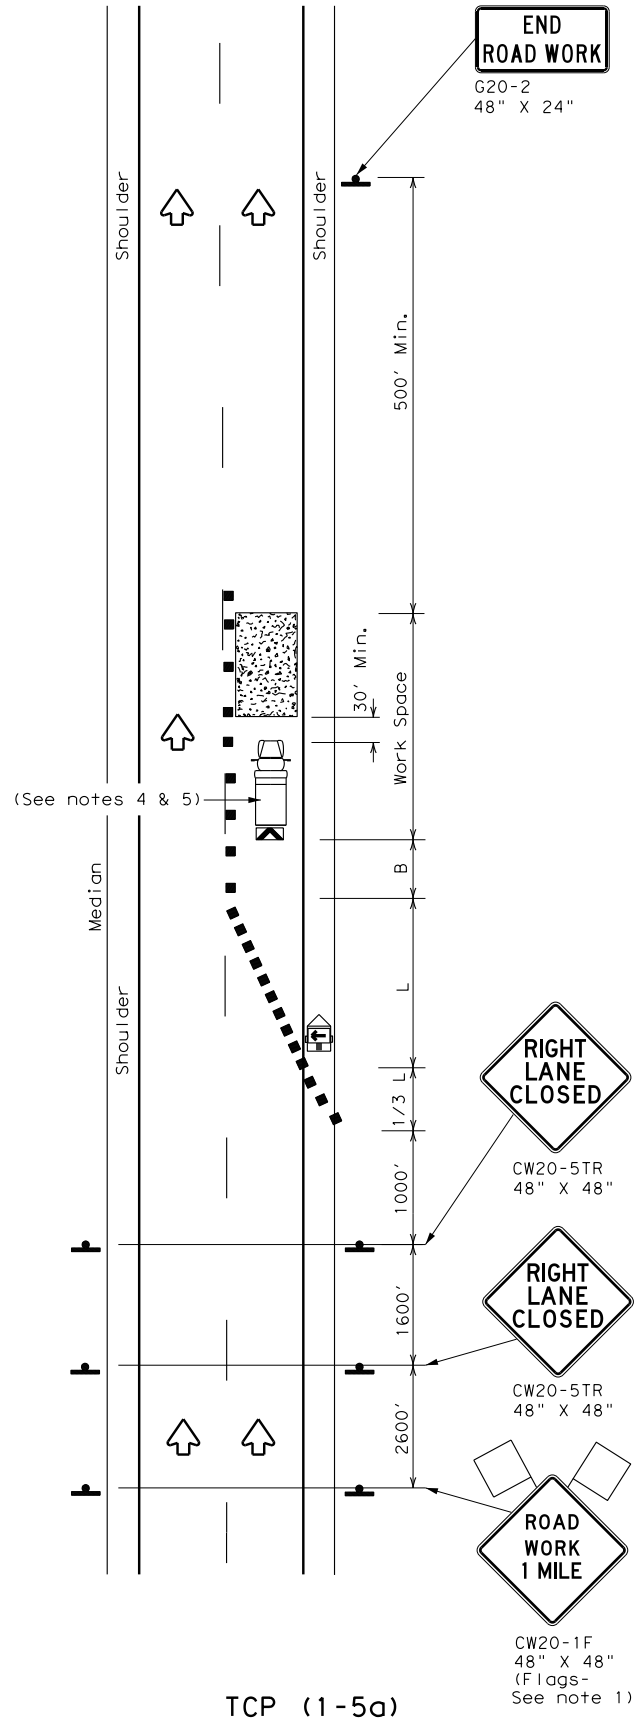 END
ROAD WORK
G20-2
48" X 24"
Shoulder
Shoulder
500' Min.
30' Min.
Work Space
(See notes 4 & 5)
B
Median
L
Shoulder
RIGHT
LANE
CLOSED
1/3 L
CW20-5TR
48" X 48"
1000'
RIGHT
LANE
CLOSED
1600'
CW20-5TR
48" X 48"
2600'
ROAD
WORK
1 MILE
CW20-1F
48" X 48"
(Flags-
See note 1)
TCP (1-5a)